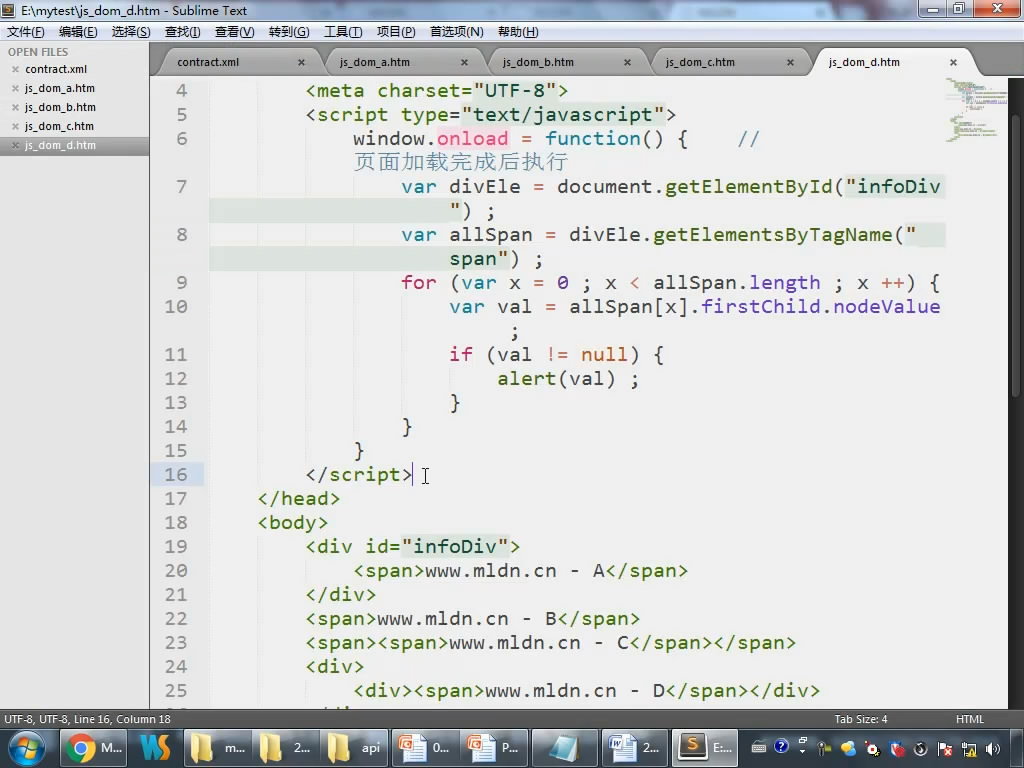 E:\mytest\js_dom_d.htm - Sublime Text
文件(F) 编辑(E) 选择(S) 查找(I) 查看(V) 转到(G) 工具(T) 项目(P) 首选项(N) 帮助(H)
OPEN FILES
contract.xml
js_dom_a.htm
js_dom_b.htm
js_dom_c.htm
js_dom_d.htm
contract.xml js_dom_a.htm js_dom_b.htm js_dom_c.htm js_dom_d.htm
4 <meta charset="UTF-8">
5 <script type="text/javascript">
6 window.onload = function() { //
页面加载完成后执行
7 var divEle = document.getElementById("infoDiv
") ;
8 var allSpan = divEle.getElementsByTagName("
span") ;
9 for (var x = 0 ; x < allSpan.length ; x ++) {
10 var val = allSpan[x].firstChild.nodeValue
;
11 if (val != null) {
12 alert(val) ;
13 }
14 }
15 }
16 </script>
17 </head>
18 <body>
19 <div id="infoDiv">
20 <span>www.mldn.cn - A</span>
21 </div>
22 <span>www.mldn.cn - B</span>
23 <span><span>www.mldn.cn - C</span></span>
24 <div>
25 <div><span>www.mldn.cn - D</span></div>
UTF-8, UTF-8, Line 16, Column 18 Tab Size: 4 HTML
M... m... 2... api 0... P... 2... E:...